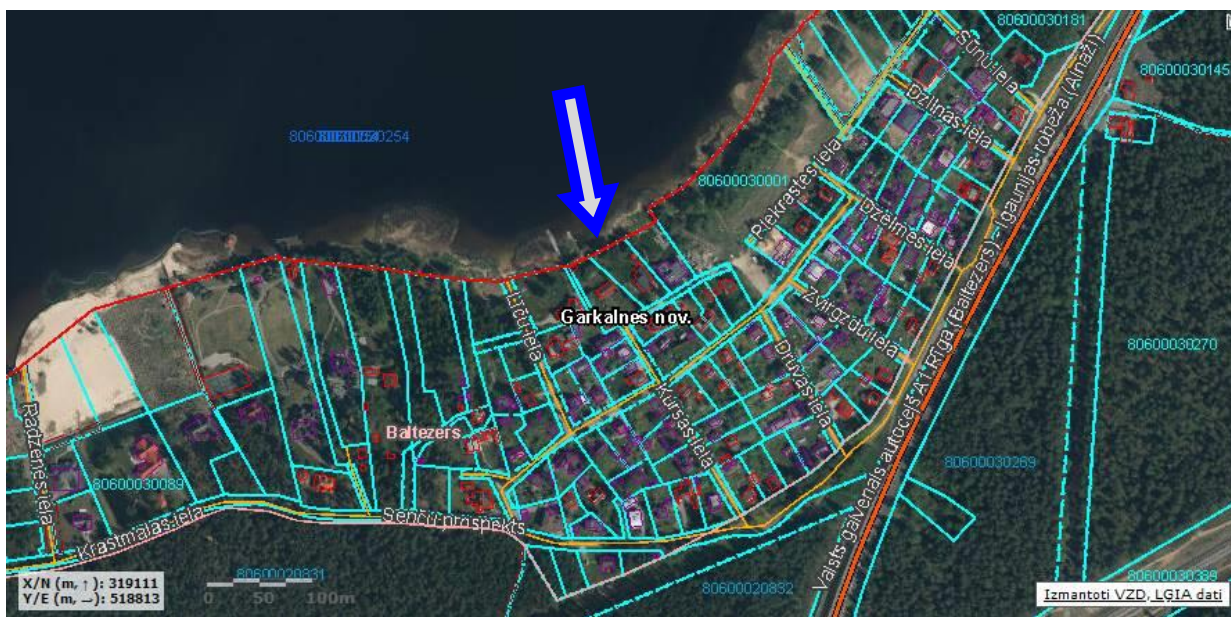 80600030181
80600030145
Sūnu iela
Dzilnas iela
80600030254
80600030001
Piekrastes iela
Dzelmes iela
Zvirgzdu iela
Valsts galvenais autoceļš A1 Rīga (Baltezers) - Igaunijas robeža (Ainaži)
Garkalnes nov.
Līču iela
Druvas iela
Kursas iela
80600030270
Baltezers
80600030269
Radzenes iela
80600030089
Krastmalas iela
Senču prospekts
80600020831
80600020832
80600030389
X/N (m, ↑): 319111
Y/E (m, →): 518813
0 50 100m
Izmantoti VZD, LĢIA dati